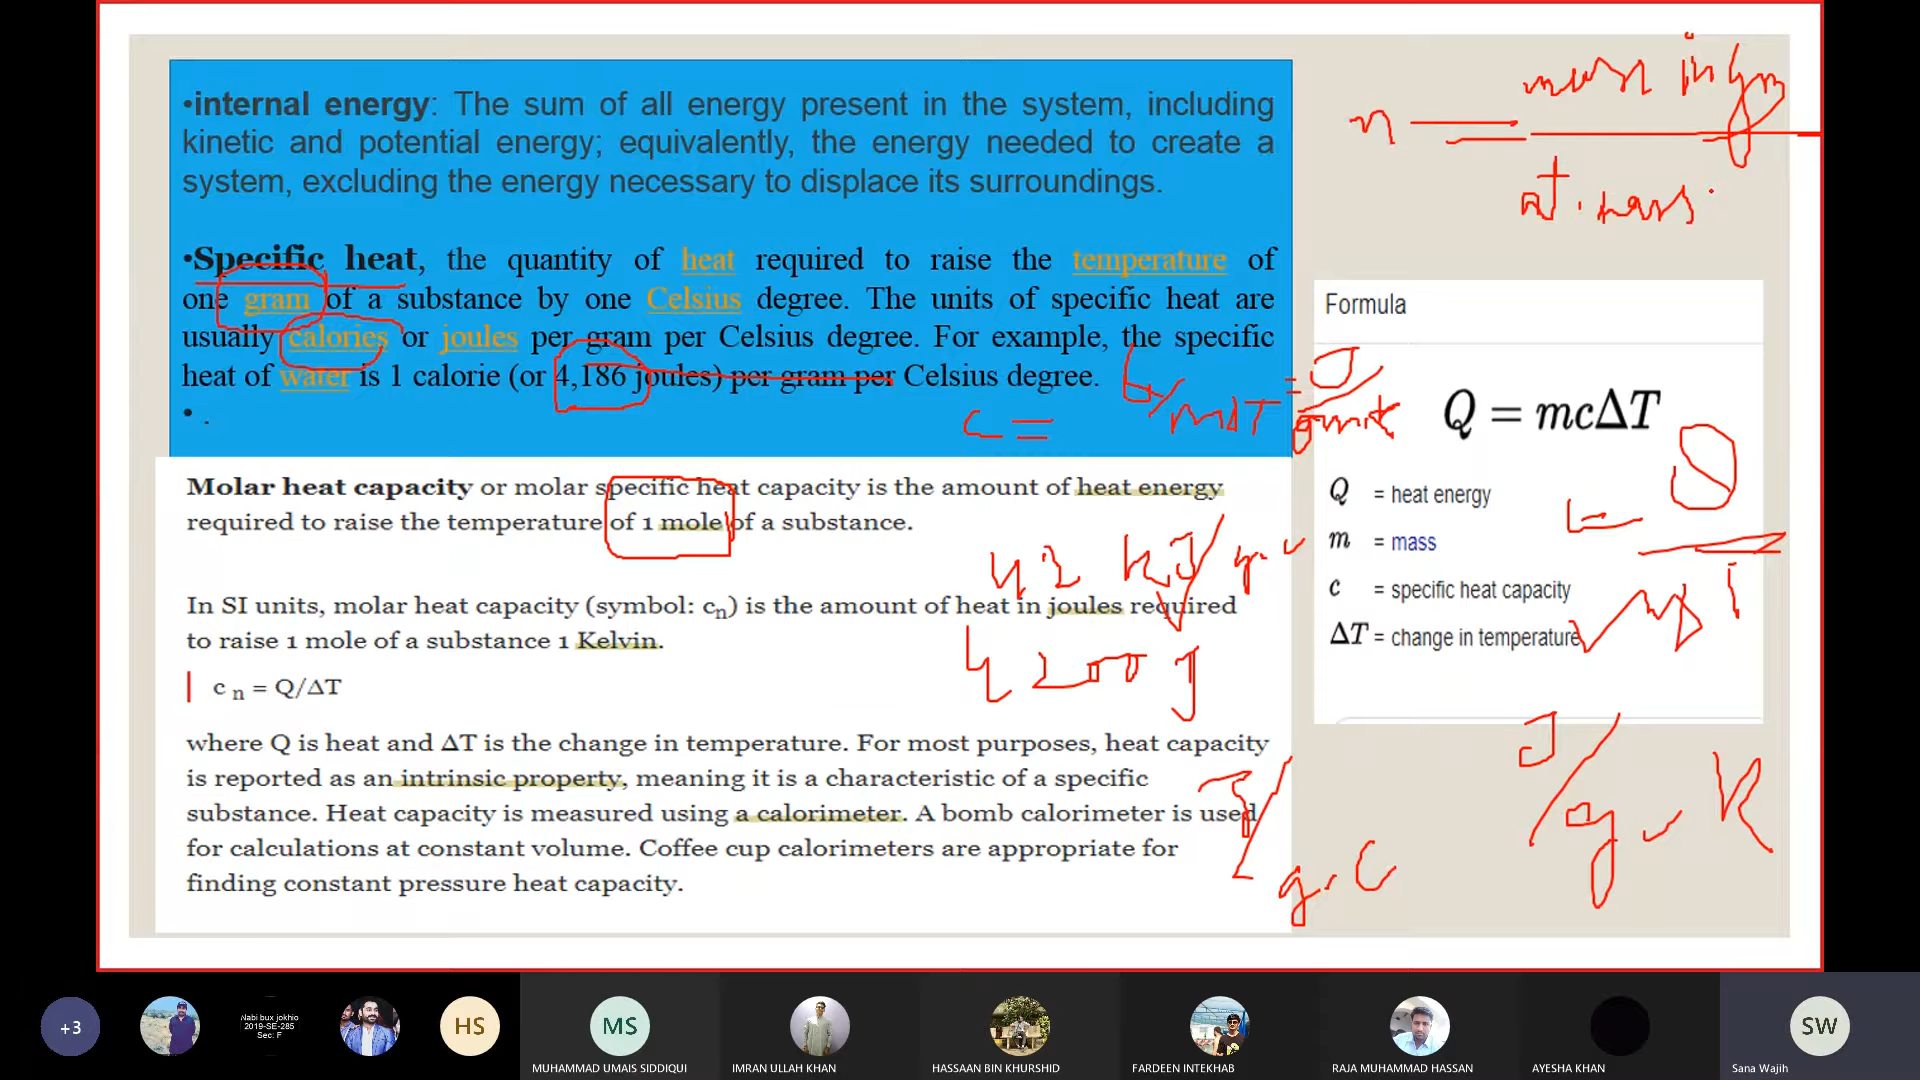 •internal energy: The sum of all energy present in the system, including
kinetic and potential energy; equivalently, the energy needed to create a
system, excluding the energy necessary to displace its surroundings.
•Specific heat, the quantity of heat required to raise the temperature of
one gram of a substance by one Celsius degree. The units of specific heat are
usually calories or joules per gram per Celsius degree. For example, the specific
heat of water is 1 calorie (or 4,186 joules) per gram per Celsius degree.
• .
c =
mΔT =
Molar heat capacity or molar specific heat capacity is the amount of heat energy
required to raise the temperature of 1 mole of a substance.
In SI units, molar heat capacity (symbol: cn) is the amount of heat in joules required
to raise 1 mole of a substance 1 Kelvin.
c n = Q/ΔT
where Q is heat and ΔT is the change in temperature. For most purposes, heat capacity
is reported as an intrinsic property, meaning it is a characteristic of a specific
substance. Heat capacity is measured using a calorimeter. A bomb calorimeter is used
for calculations at constant volume. Coffee cup calorimeters are appropriate for
finding constant pressure heat capacity.
42 kJ/
4200 J
J/g.C
n = mass in gm
at. mass
Formula
Q = mcΔT
Q = heat energy
m = mass
c = specific heat capacity
ΔT = change in temperature
J/g. K
+3
Nabi bux jokhio
2019-SE-285
Sec: F
HS
MS
MUHAMMAD UMAIS SIDDIQUI
IMRAN ULLAH KHAN
HASSAAN BIN KHURSHID
FARDEEN INTEKHAB
RAJA MUHAMMAD HASSAN
AYESHA KHAN
SW
Sana Wajih